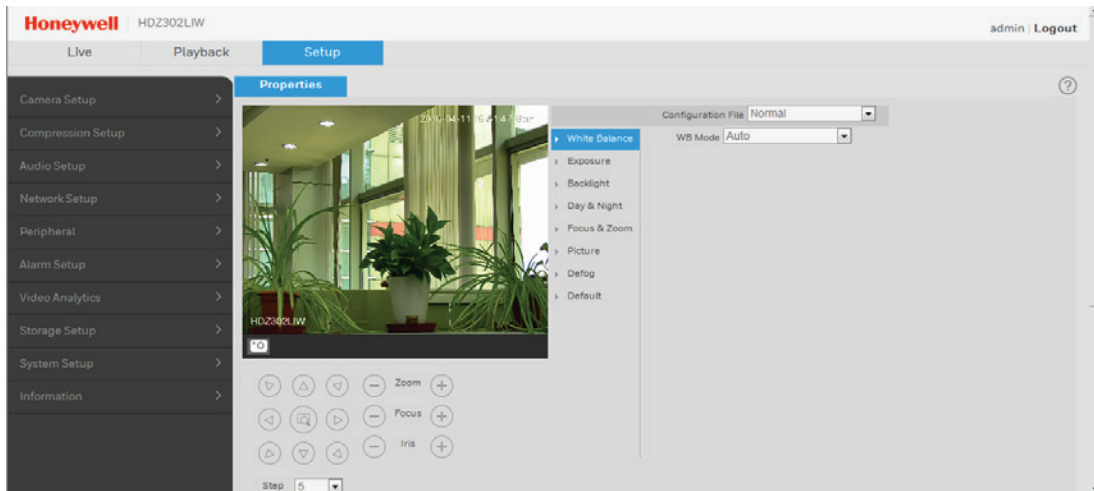 Honeywell HDZ302LIW
admin | Logout
Live Playback Setup
Properties
Camera Setup
Compression Setup
Audio Setup
Network Setup
Peripheral
Alarm Setup
Video Analytics
Storage Setup
System Setup
Information
HDZ302LIW
White Balance
Exposure
Backlight
Day & Night
Focus & Zoom
Picture
Defog
Default
Configuration File Normal
WB Mode Auto
Zoom
Focus
Iris
Step 5